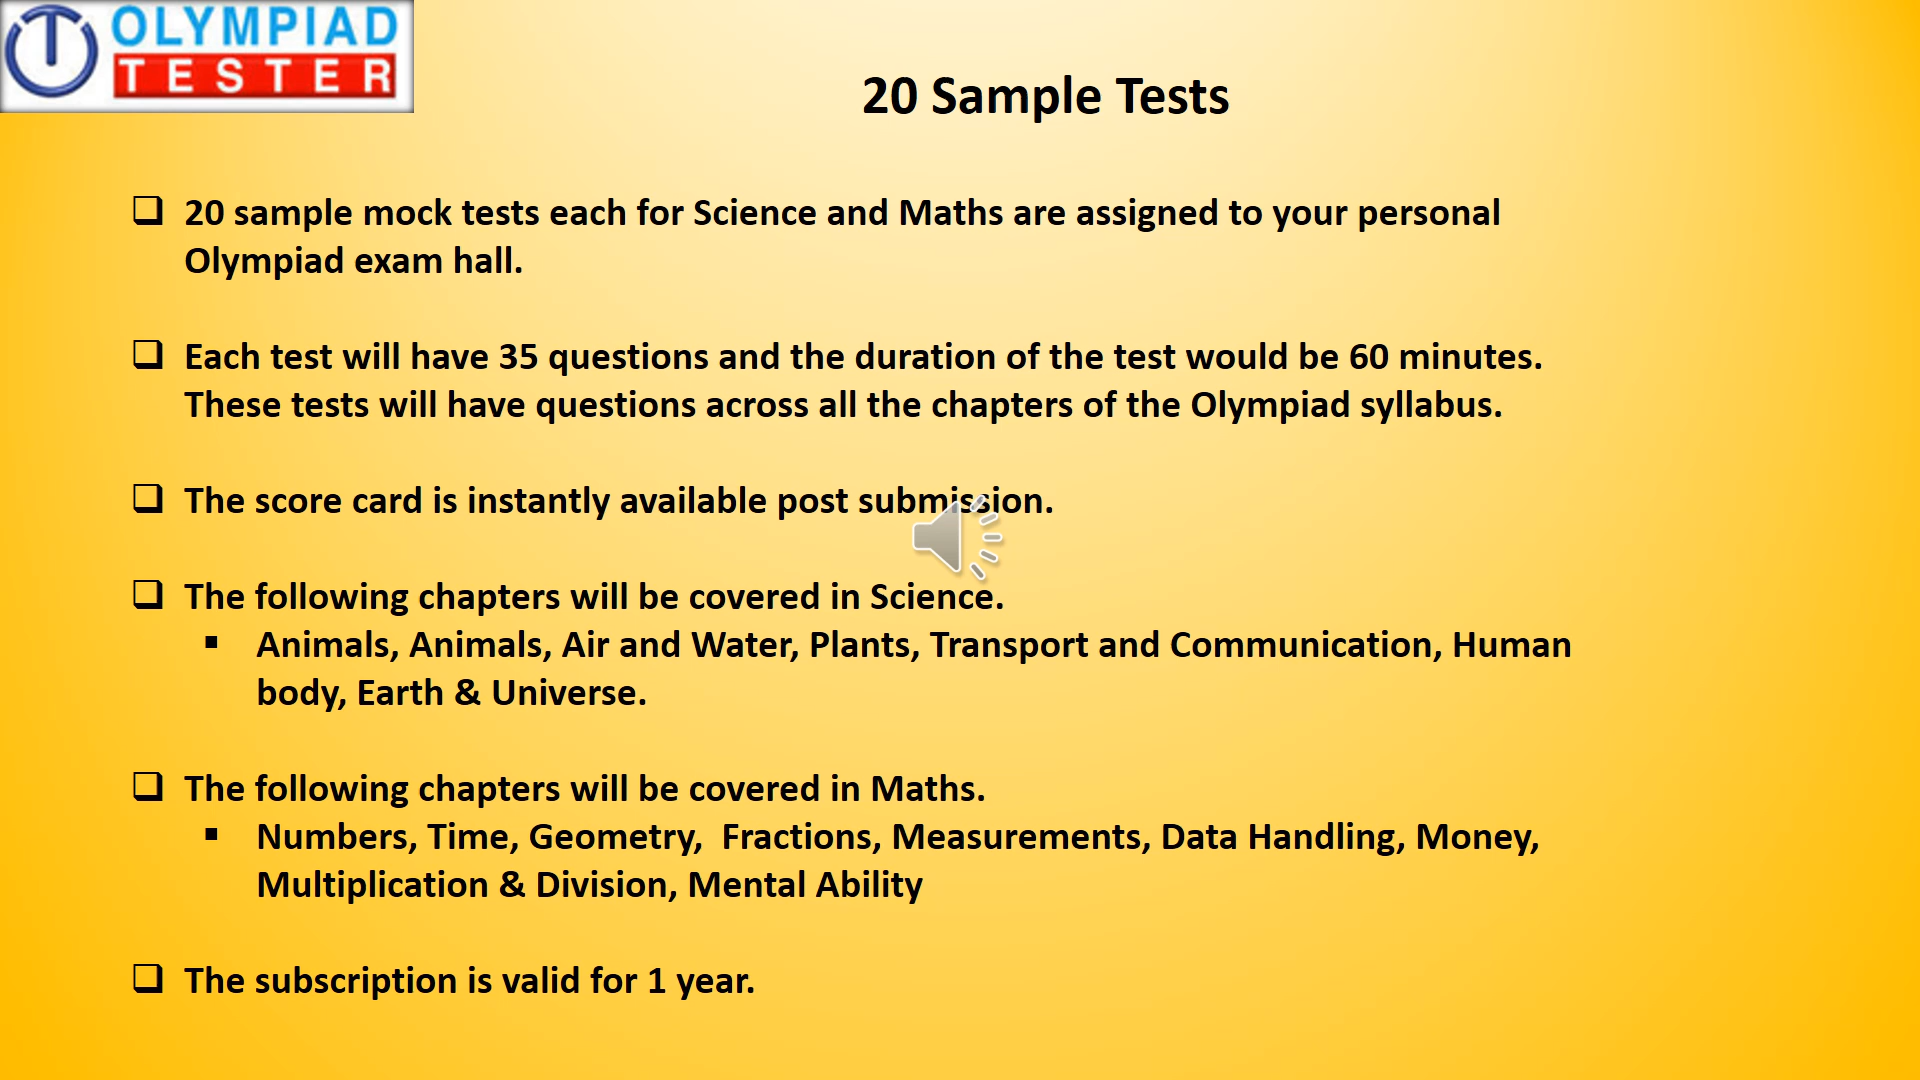 OLYMPIAD
TESTER
20 Sample Tests
20 sample mock tests each for Science and Maths are assigned to your personal
Olympiad exam hall.
Each test will have 35 questions and the duration of the test would be 60 minutes.
These tests will have questions across all the chapters of the Olympiad syllabus.
The score card is instantly available post submission.
The following chapters will be covered in Science.
Animals, Animals, Air and Water, Plants, Transport and Communication, Human
body, Earth & Universe.
The following chapters will be covered in Maths.
Numbers, Time, Geometry,  Fractions, Measurements, Data Handling, Money,
Multiplication & Division, Mental Ability
The subscription is valid for 1 year.